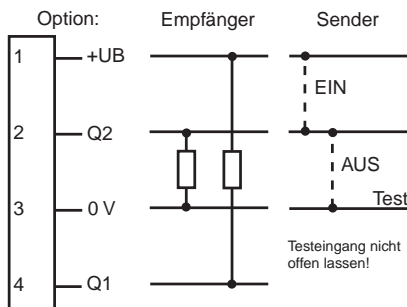 Option: Empfänger Sender
1 +UB
EIN
2 Q2
AUS
Test
3 0 V
Testeingang nicht
offen lassen!
4 Q1